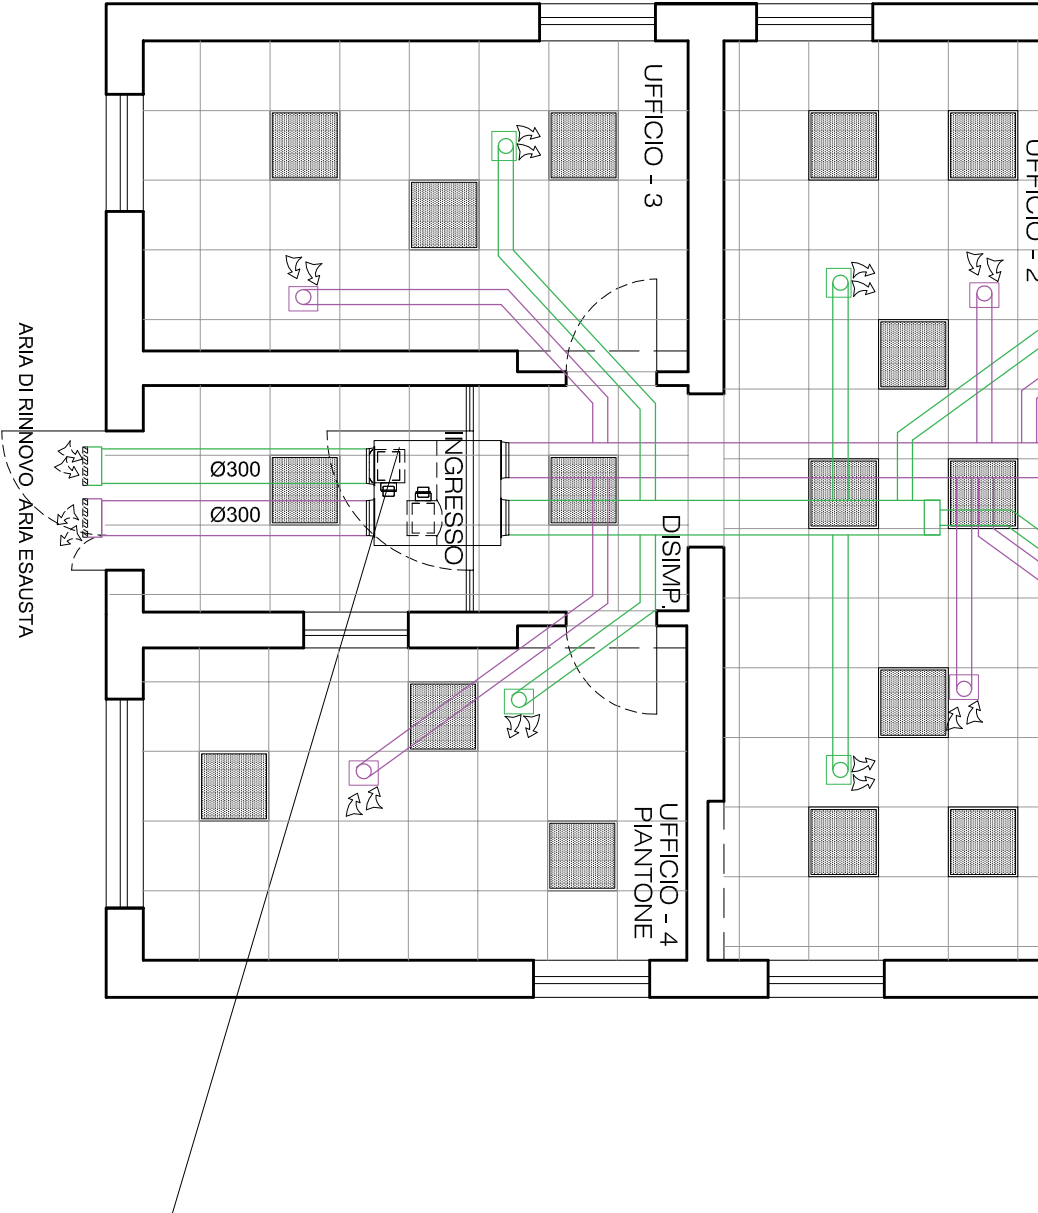 UFFICIO - 3
UFFICIO - 2
ARIA DI RINNOVO
ARIA ESAUSTA
Ø300
Ø300
INGRESSO
DISIMP.
UFFICIO - 4
PIANTONE